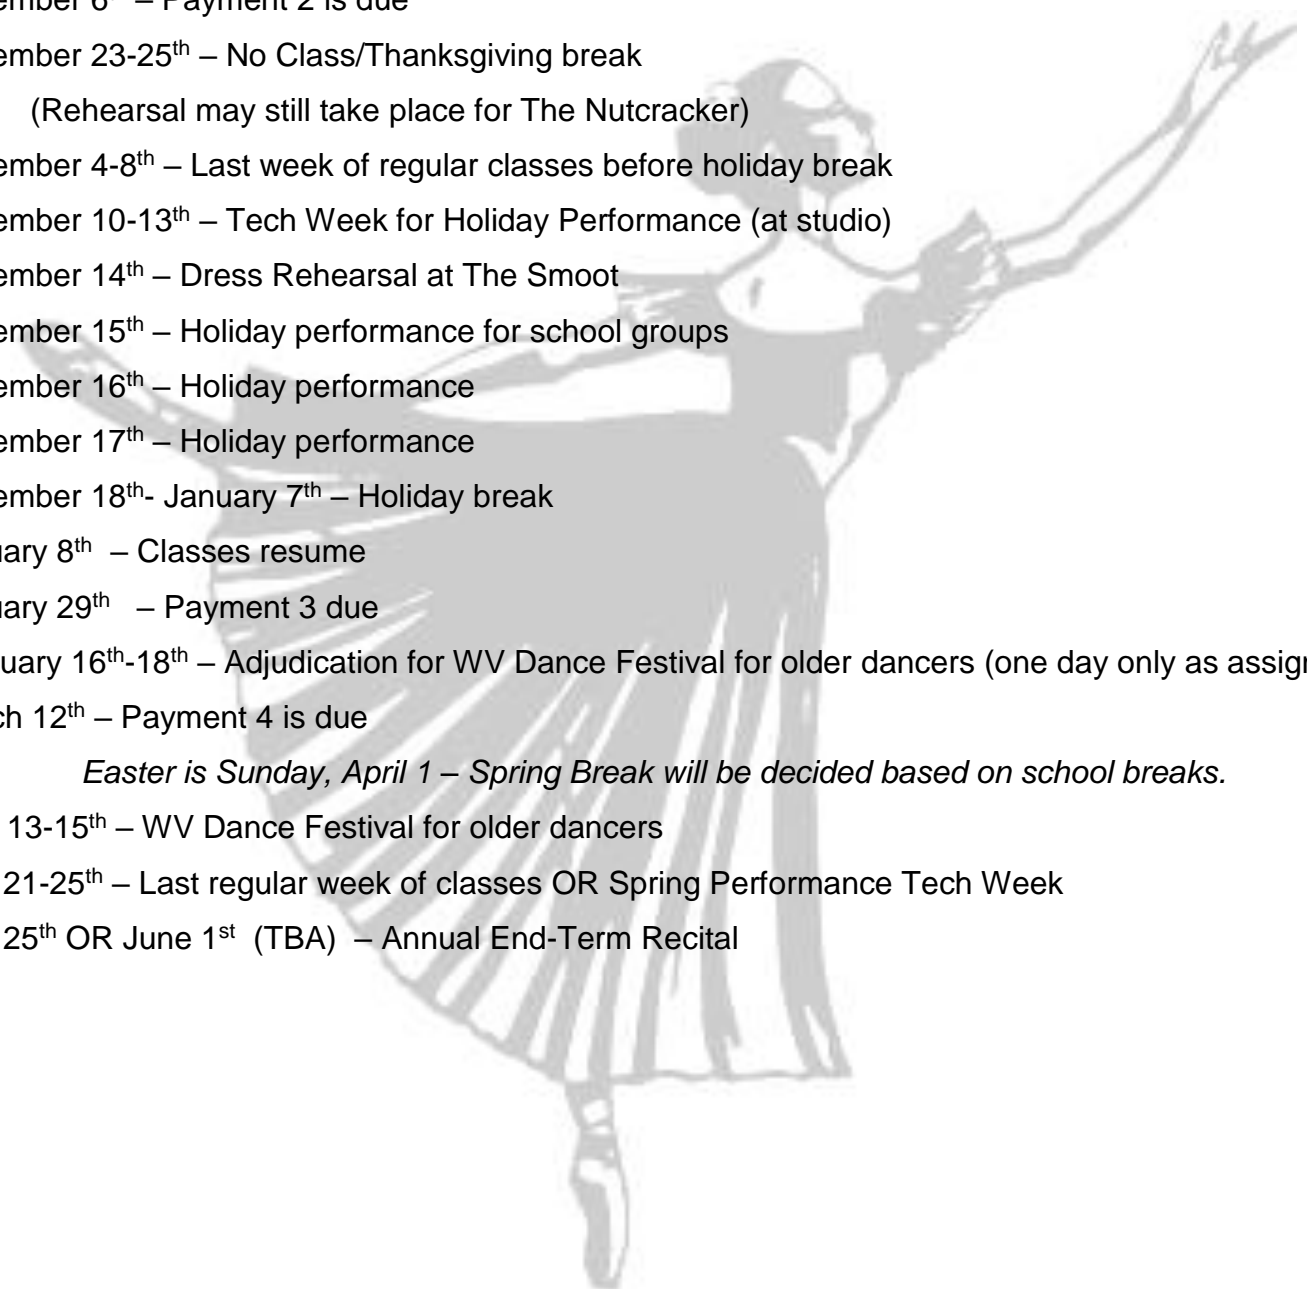 ember 6th – Payment 2 is due
ember 23-25th – No Class/Thanksgiving break
(Rehearsal may still take place for The Nutcracker)
ember 4-8th – Last week of regular classes before holiday break
ember 10-13th – Tech Week for Holiday Performance (at studio)
ember 14th – Dress Rehearsal at The Smoot
ember 15th – Holiday performance for school groups
ember 16th – Holiday performance
ember 17th – Holiday performance
ember 18th- January 7th – Holiday break
uary 8th – Classes resume
uary 29th – Payment 3 due
uary 16th-18th – Adjudication for WV Dance Festival for older dancers (one day only as assig
ch 12th – Payment 4 is due
Easter is Sunday, April 1 – Spring Break will be decided based on school breaks.
13-15th – WV Dance Festival for older dancers
21-25th – Last regular week of classes OR Spring Performance Tech Week
25th OR June 1st (TBA) – Annual End-Term Recital